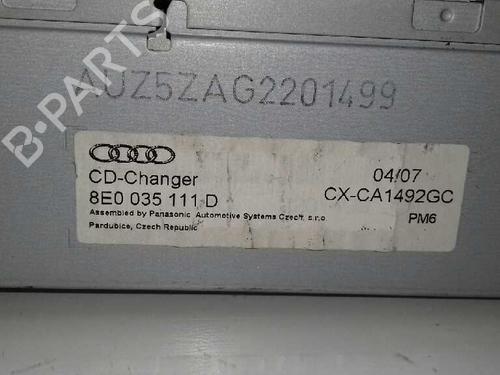 B-PARTS
AUZ5ZAG2201499
CD-Changer
04/07
8E0 035 111 D
CX-CA1492GC
Assembled by Panasonic Automotive Systems Czech, s.r.o
PM6
Pardubice, Czech Republic
B-PARTS